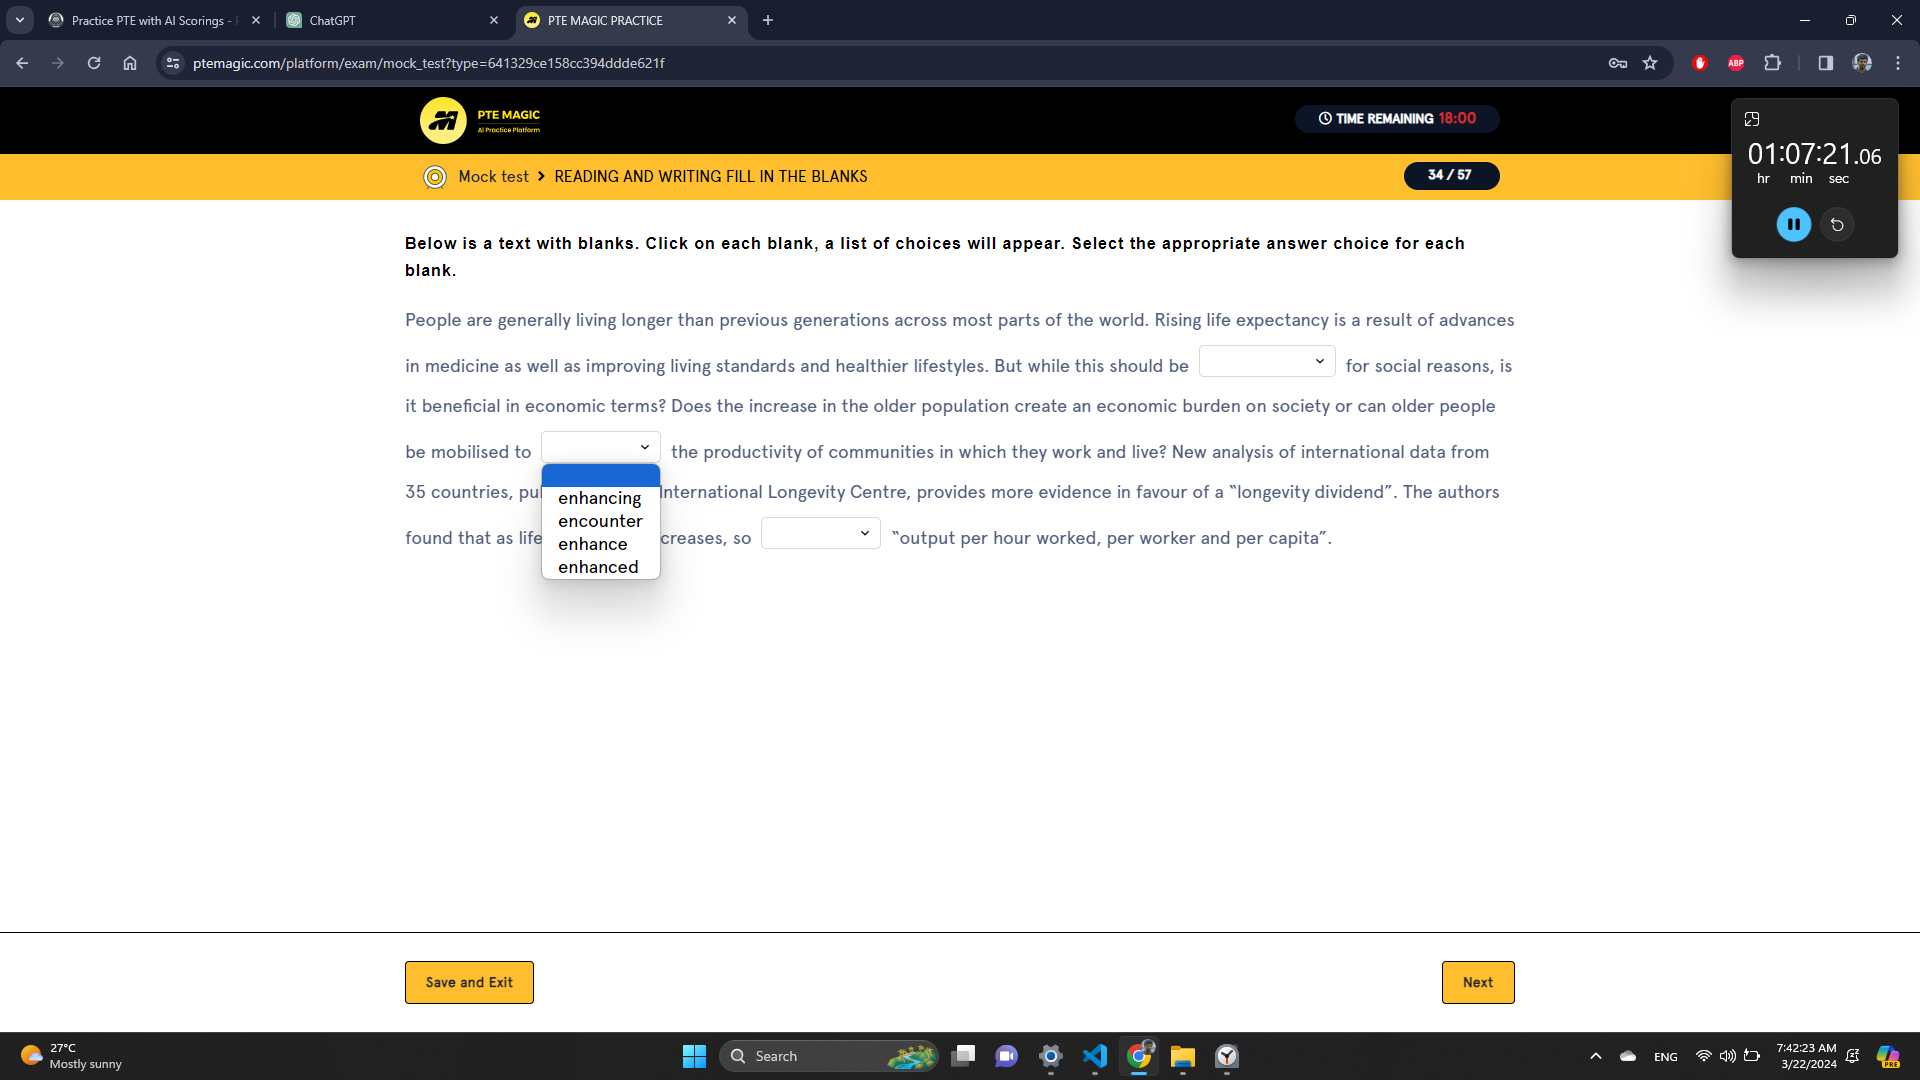 Practice PTE with AI Scorings -
ChatGPT
PTE MAGIC PRACTICE
ptemagic.com/platform/exam/mock_test?type=641329ce158cc394ddde621f
ABP
PTE MAGIC
AI Practice Platform
TIME REMAINING 18:00
Mock test > READING AND WRITING FILL IN THE BLANKS
34 / 57
01:07:21.06
hr min sec
Below is a text with blanks. Click on each blank, a list of choices will appear. Select the appropriate answer choice for each
blank.
People are generally living longer than previous generations across most parts of the world. Rising life expectancy is a result of advances
in medicine as well as improving living standards and healthier lifestyles. But while this should be for social reasons, is
it beneficial in economic terms? Does the increase in the older population create an economic burden on society or can older people
be mobilised to the productivity of communities in which they work and live? New analysis of international data from
35 countries, pu International Longevity Centre, provides more evidence in favour of a “longevity dividend”. The authors
found that as life creases, so “output per hour worked, per worker and per capita”.
enhancing
encounter
enhance
enhanced
Save and Exit
Next
27°C
Mostly sunny
Search
ENG
7:42:23 AM
3/22/2024
PRE